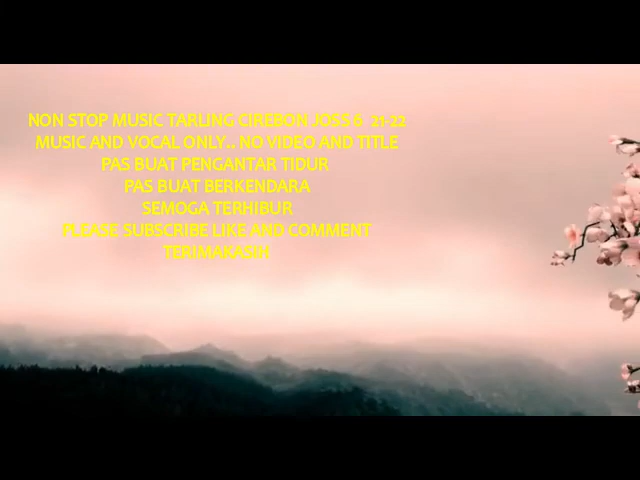 NON STOP MUSIC TARLING CIREBON JOSS 6 21-22
MUSIC AND VOCAL ONLY.. NO VIDEO AND TITLE
PAS BUAT PENGANTAR TIDUR
PAS BUAT BERKENDARA
SEMOGA TERHIBUR
PLEASE SUBSCRIBE LIKE AND COMMENT
TERIMAKASIH